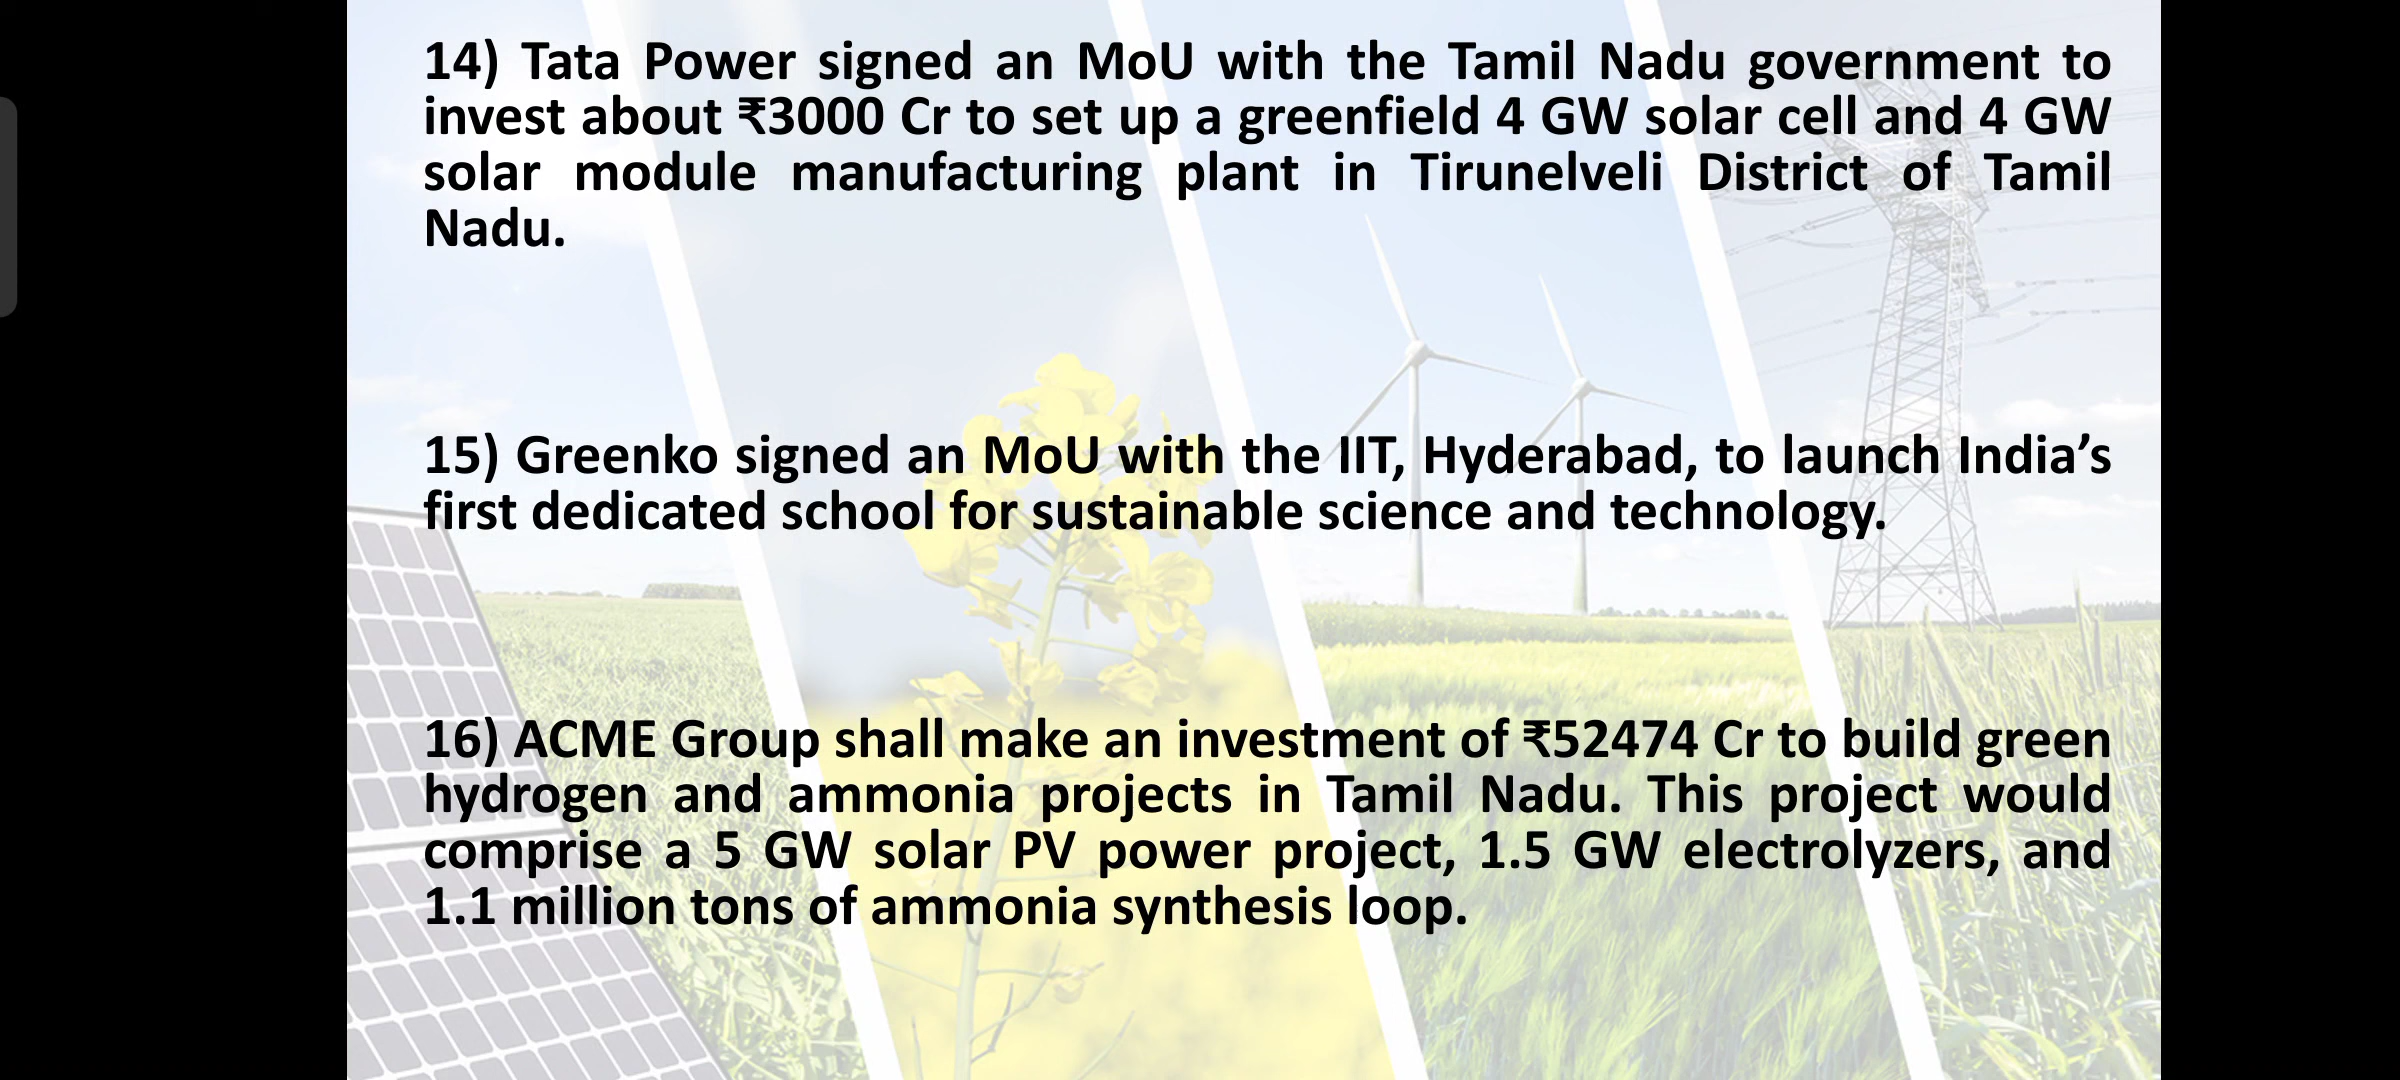 14) Tata Power signed an MoU with the Tamil Nadu government to
invest about ₹3000 Cr to set up a greenfield 4 GW solar cell and 4 GW
solar module manufacturing plant in Tirunelveli District of Tamil
Nadu.
15) Greenko signed an MoU with the IIT, Hyderabad, to launch India’s
first dedicated school for sustainable science and technology.
16) ACME Group shall make an investment of ₹52474 Cr to build green
hydrogen and ammonia projects in Tamil Nadu. This project would
comprise a 5 GW solar PV power project, 1.5 GW electrolyzers, and
1.1 million tons of ammonia synthesis loop.